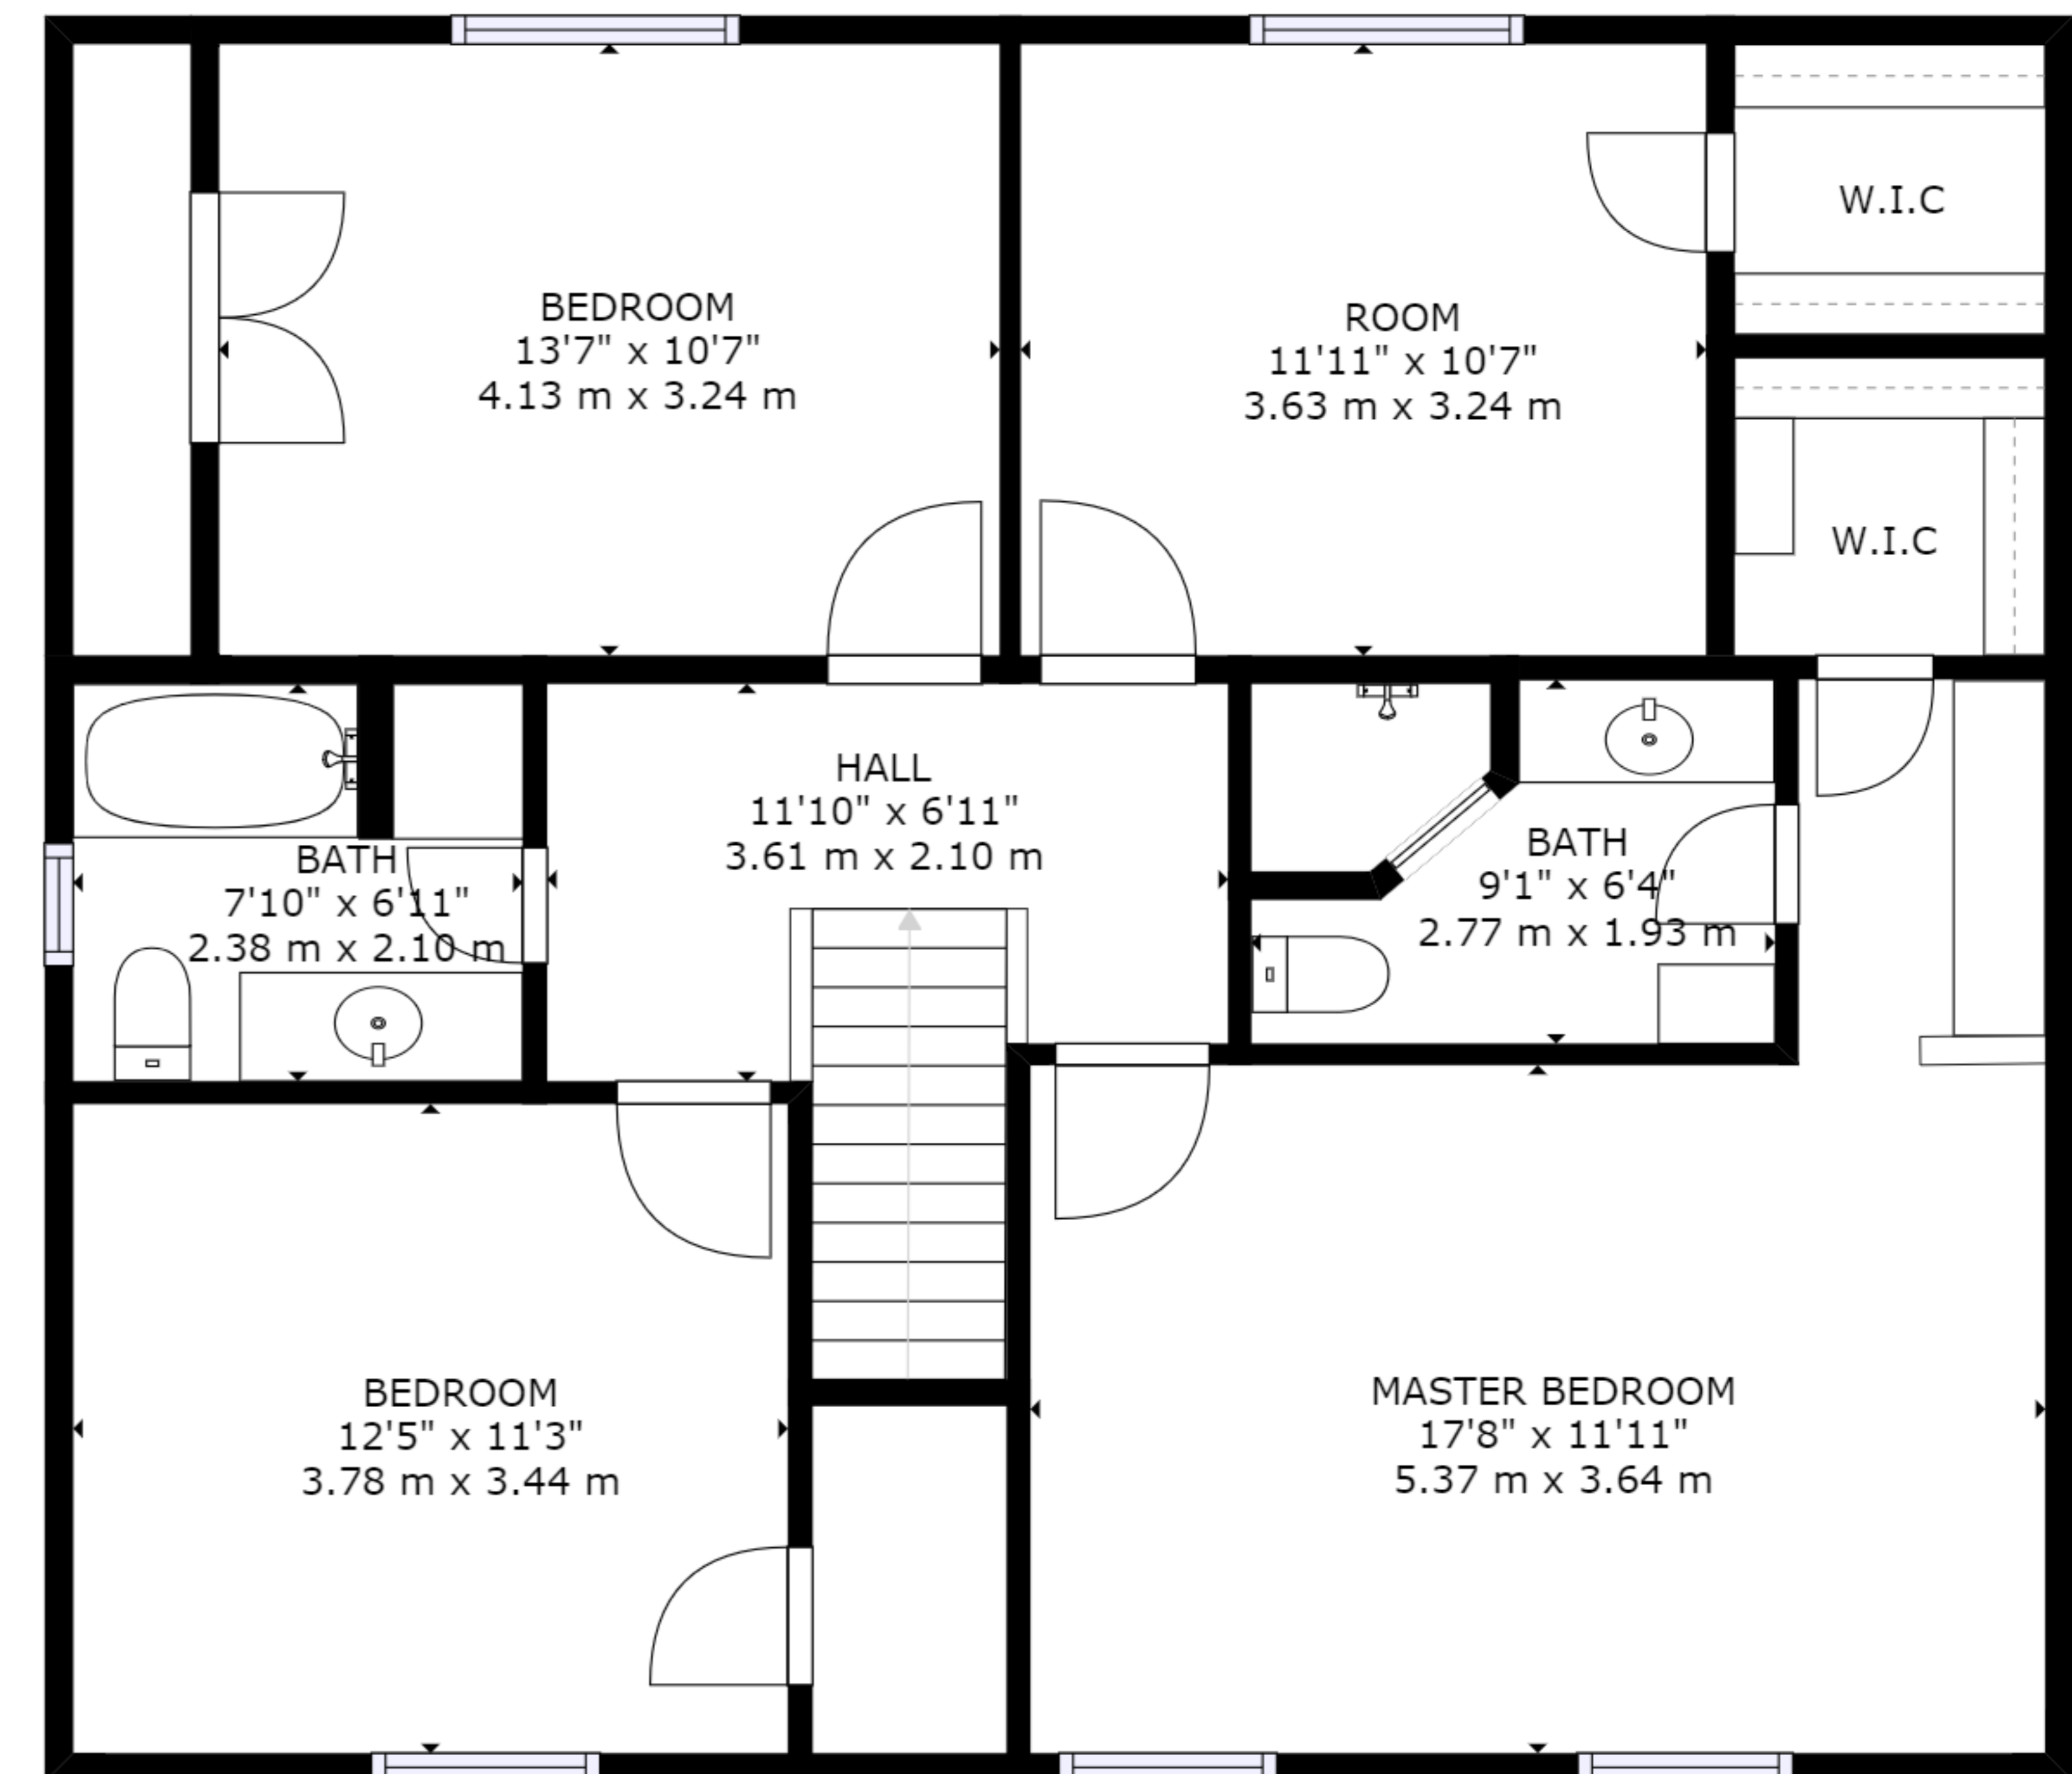 BEDROOM
13'7" x 10'7"
4.13 m x 3.24 m
ROOM
11'11" x 10'7"
3.63 m x 3.24 m
W.I.C
W.I.C
BATH
7'10" x 6'11"
2.38 m x 2.10 m
HALL
11'10" x 6'11"
3.61 m x 2.10 m
BATH
9'1" x 6'4"
2.77 m x 1.93 m
BEDROOM
12'5" x 11'3"
3.78 m x 3.44 m
MASTER BEDROOM
17'8" x 11'11"
5.37 m x 3.64 m